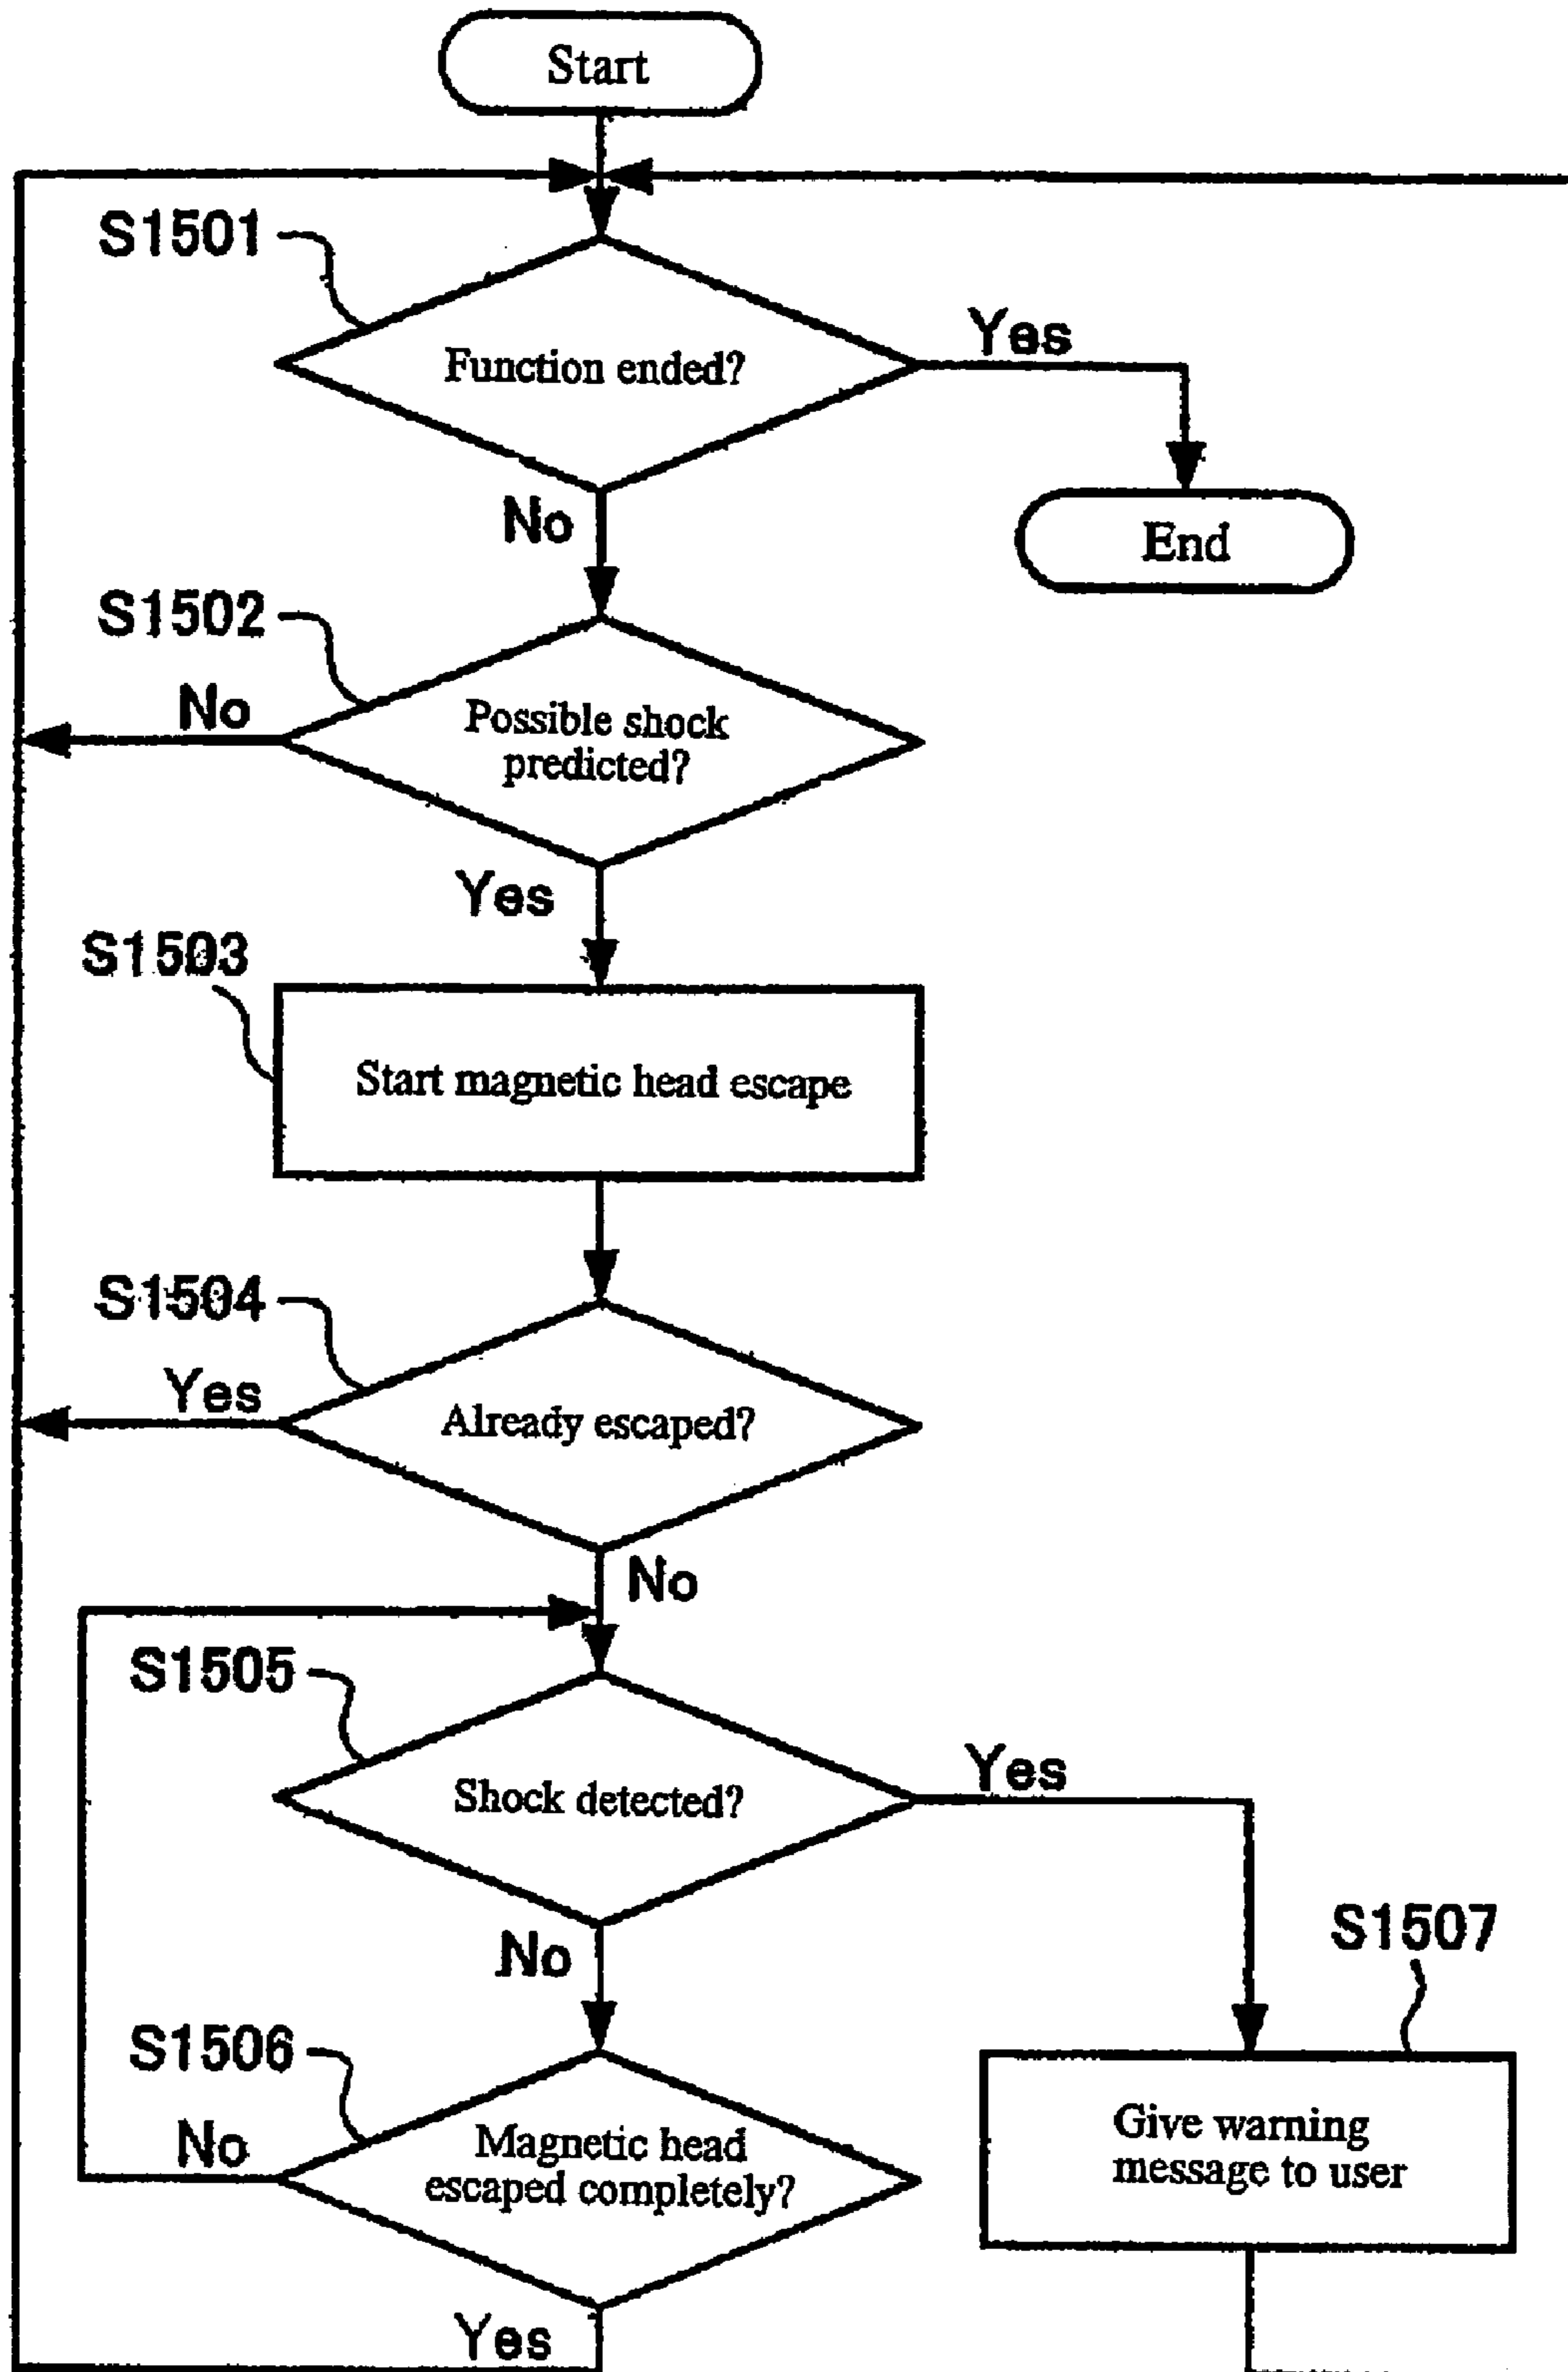 Start
S1501
Function ended?
Yes
No
End
S1502
No
Possible shock
predicted?
Yes
S1503
Start magnetic head escape
S1504
Yes
Already escaped?
No
S1505
Shock detected?
Yes
No
S1507
S1506
No
Magnetic head
escaped completely?
Give warning
message to user
Yes